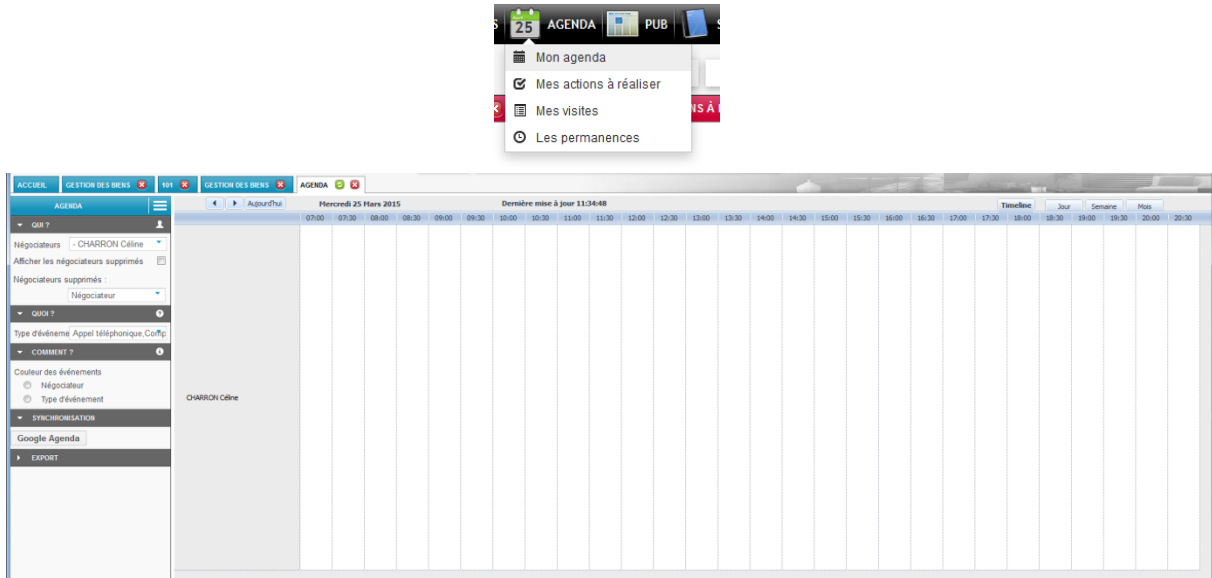 S 25 AGENDA PUB S
Mon agenda
Mes actions à réaliser
Mes visites
Les permanences
NS À
ACCUEIL GESTION DES BIENS 101 GESTION DES BIENS AGENDA
AGENDA Aujourd'hui Mercredi 25 Mars 2015 Dernière mise à jour 11:34:48 Timeline Jour Semaine Mois
07:00 07:30 08:00 08:30 09:00 09:30 10:00 10:30 11:00 11:30 12:00 12:30 13:00 13:30 14:00 14:30 15:00 15:30 16:00 16:30 17:00 17:30 18:00 18:30 19:00 19:30 20:00 20:30
QUI ?
Négociateurs - CHARRON Céline
Afficher les négociateurs supprimés
Négociateurs supprimés :
Négociateur
QUOI ?
Type d'événeme Appel téléphonique,Comp
COMMENT ?
Couleur des événements
Négociateur
Type d'événement
CHARRON Céline
SYNCHRONISATION
Google Agenda
EXPORT